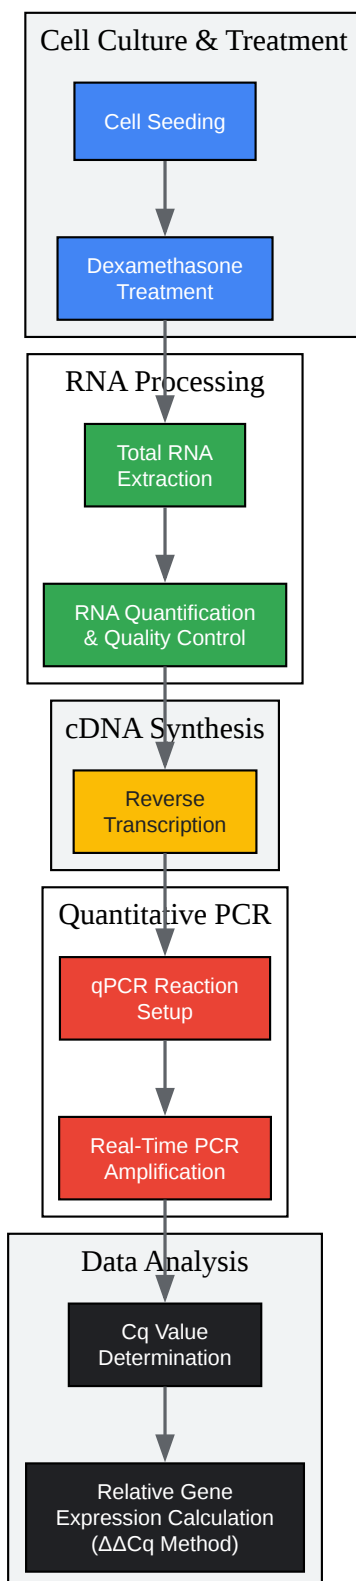 Cell Culture & Treatment
Cell Seeding
Dexamethasone
Treatment
RNA Processing
Total RNA
Extraction
RNA Quantification
& Quality Control
cDNA Synthesis
Reverse
Transcription
Quantitative PCR
qPCR Reaction
Setup
Real-Time PCR
Amplification
Data Analysis
Cq Value
Determination
Relative Gene
Expression Calculation
(ΔΔCq Method)